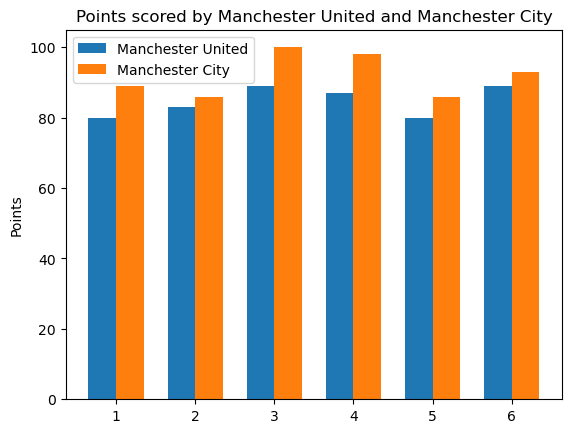 Points scored by Manchester United and Manchester City
Manchester United
Manchester City
100
80
60
40
20
0
Points
1 2 3 4 5 6